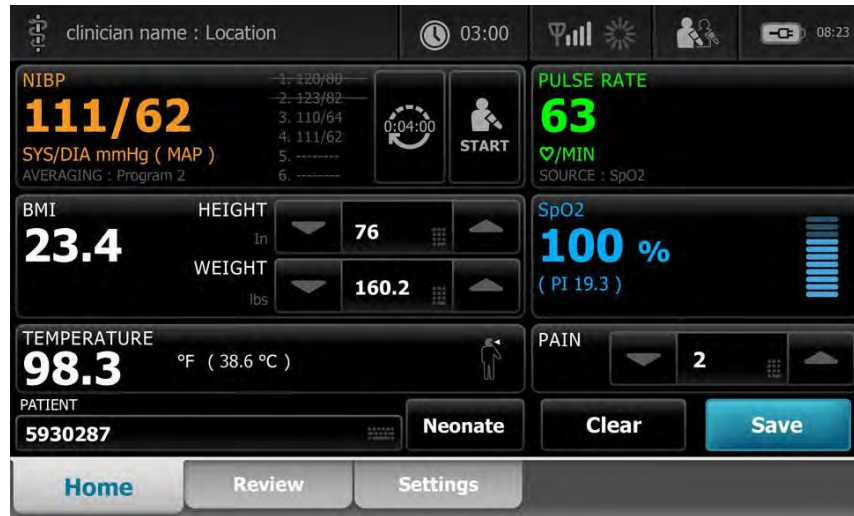 clinician name : Location
03:00
08:23
NIBP
111/62
SYS/DIA mmHg ( MAP )
AVERAGING : Program 2
1. 120/80
2. 123/82
3. 110/64
4. 111/62
5. --------
6. --------
0:04:00
START
PULSE RATE
63
♡/MIN
SOURCE : SpO2
BMI
23.4
HEIGHT
In
76
WEIGHT
lbs
160.2
SpO2
100 %
( PI 19.3 )
TEMPERATURE
98.3 °F ( 38.6 °C )
PAIN
2
PATIENT
5930287
Neonate
Clear
Save
Home
Review
Settings